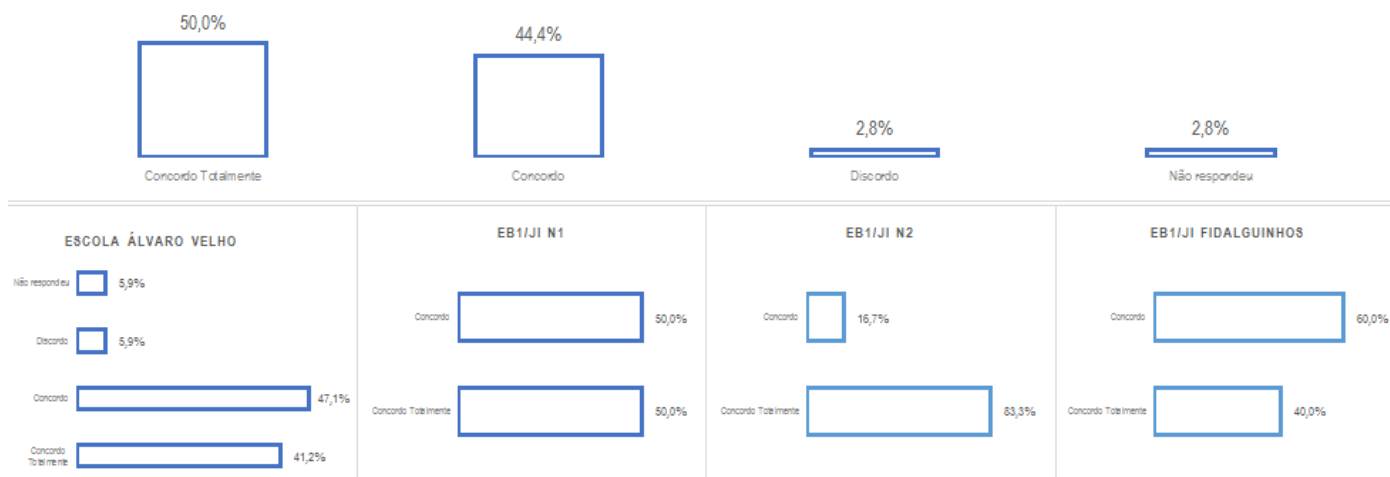 50,0%
44,4%
2,8%
2,8%
Concordo Totalmente
Concordo
Discordo
Não respondeu
ESCOLA ÁLVARO VELHO
Não respondeu
5,9%
Discordo
5,9%
Concordo
47,1%
Concordo
Totalmente
41,2%
EB1/JI N1
Concordo
50,0%
Concordo Totalmente
50,0%
EB1/JI N2
Concordo
16,7%
Concordo Totalmente
83,3%
EB1/JI FIDALGUINHOS
Concordo
60,0%
Concordo Totalmente
40,0%